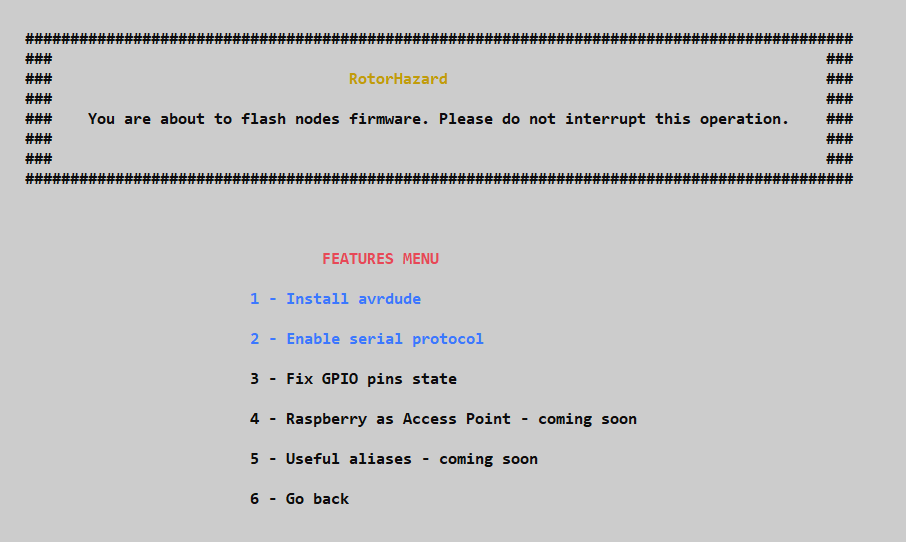 ############################################################################################
### ###
### RotorHazard ###
### ###
### You are about to flash nodes firmware. Please do not interrupt this operation. ###
### ###
### ###
############################################################################################
FEATURES MENU
1 - Install avrdude
2 - Enable serial protocol
3 - Fix GPIO pins state
4 - Raspberry as Access Point - coming soon
5 - Useful aliases - coming soon
6 - Go back